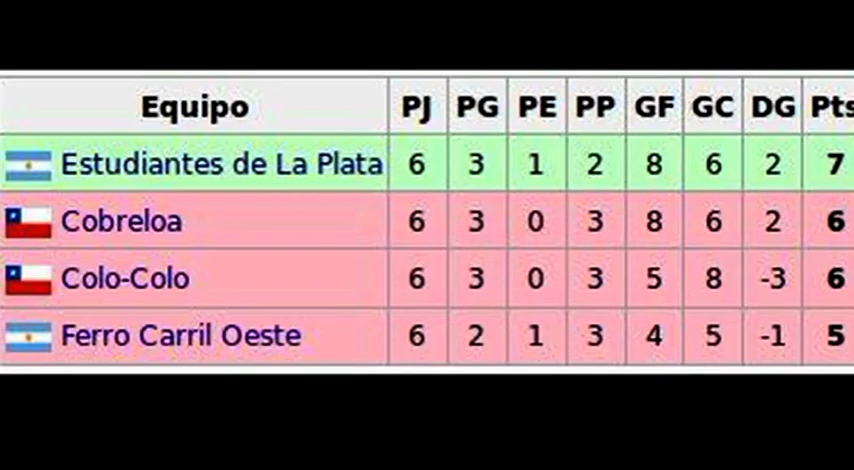 Equipo PJ PG PE PP GF GC DG Pts
Estudiantes de La Plata 6 3 1 2 8 6 2 7
Cobreloa 6 3 0 3 8 6 2 6
Colo-Colo 6 3 0 3 5 8 -3 6
Ferro Carril Oeste 6 2 1 3 4 5 -1 5